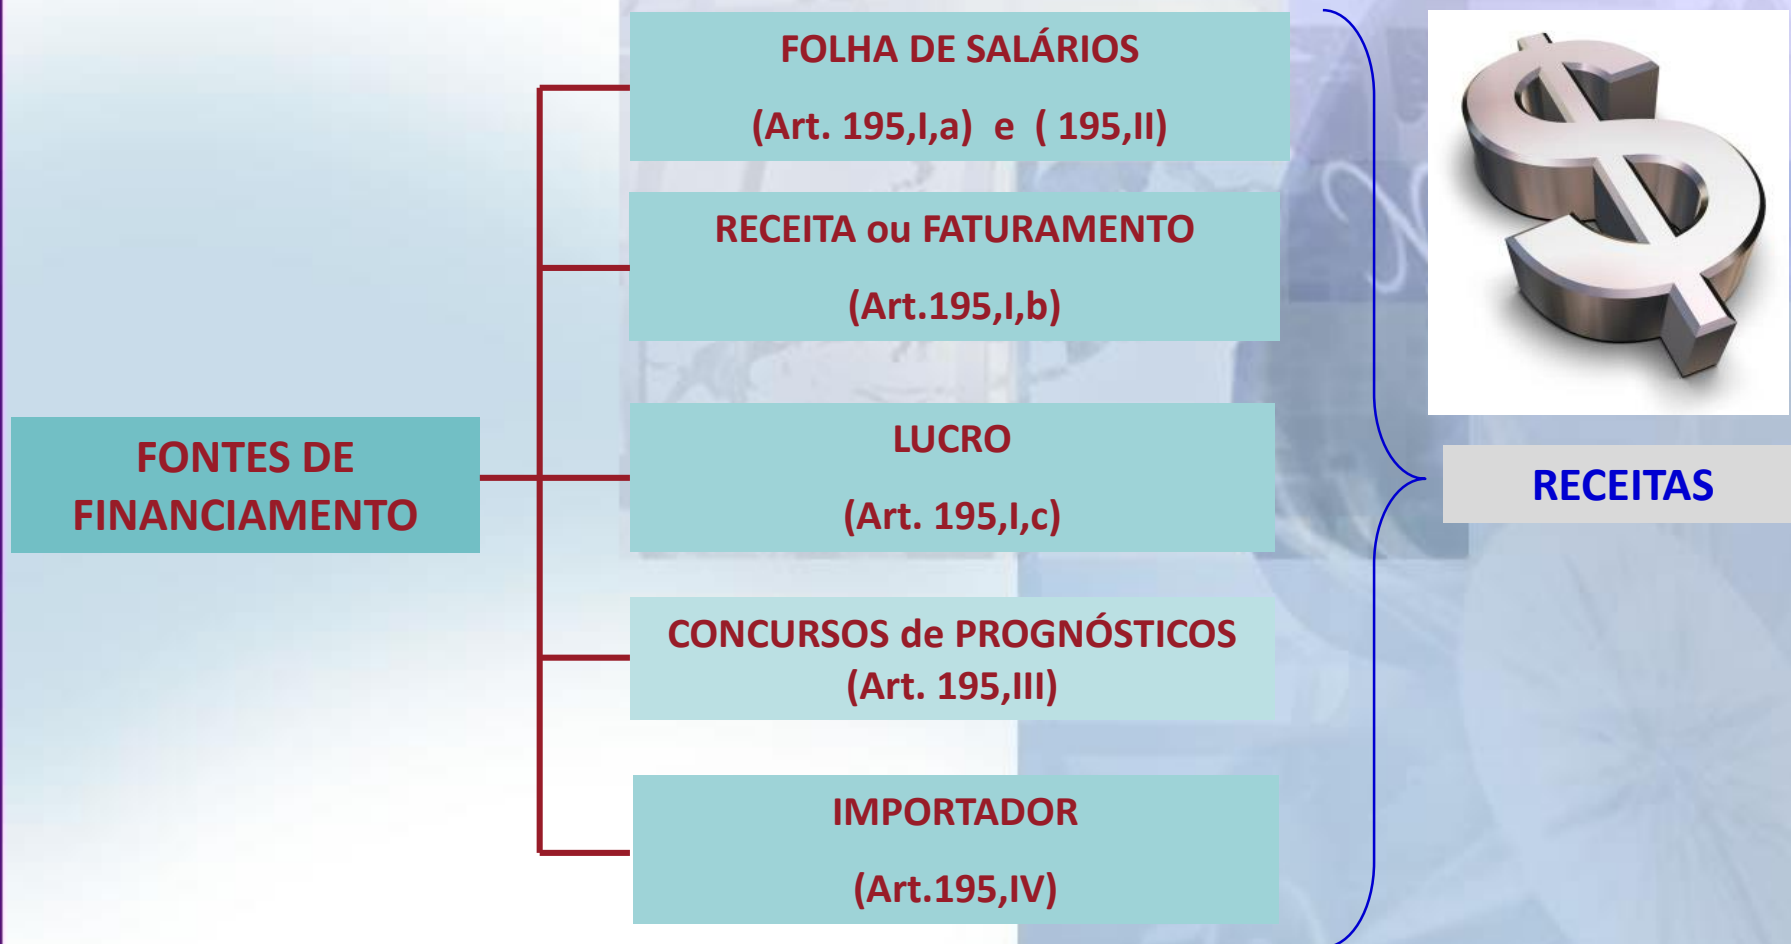 FOLHA DE SALÁRIOS
(Art. 195,I,a) e ( 195,II)
RECEITA ou FATURAMENTO
(Art.195,I,b)
FONTES DE
FINANCIAMENTO
LUCRO
(Art. 195,I,c)
RECEITAS
CONCURSOS de PROGNÓSTICOS
(Art. 195,III)
IMPORTADOR
(Art.195,IV)